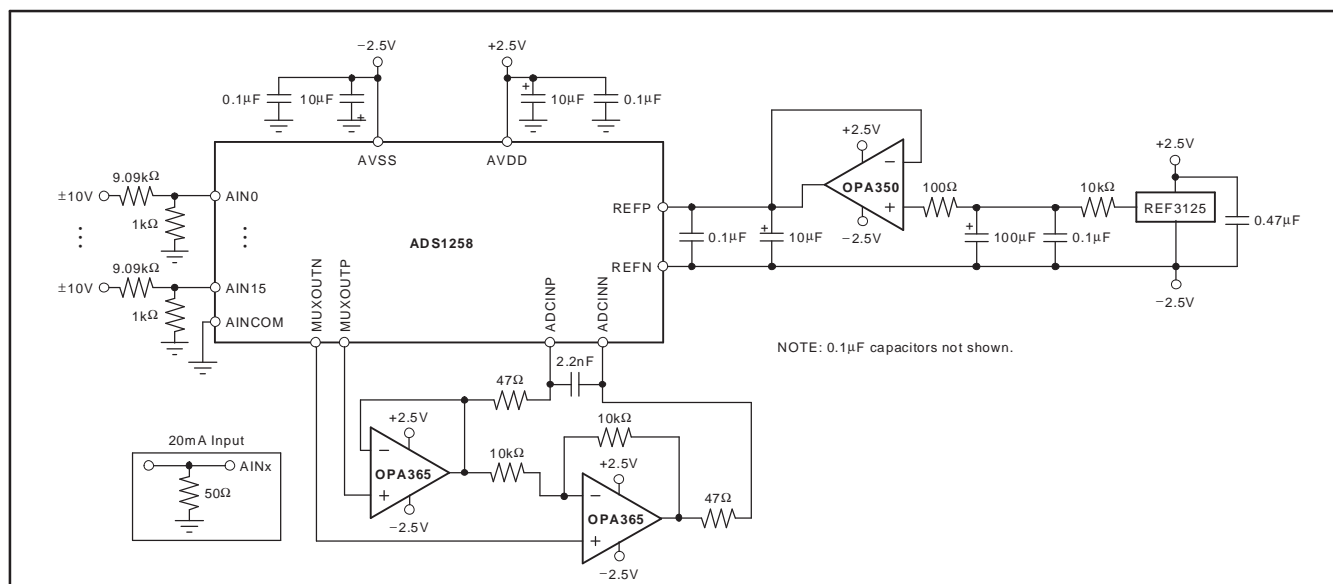 −2.5V
+2.5V
0.1µF
10µF
+
+
10µF
0.1µF
AVSS
AVDD
±10V
9.09kΩ
1kΩ
AIN0
⋮
⋮
±10V
9.09kΩ
1kΩ
AIN15
AINCOM
ADS1258
REFP
REFN
MUXOUTN
MUXOUTP
ADCINP
ADCINN
0.1µF
+
10µF
+2.5V
−
OPA350
+
−2.5V
100Ω
+
100µF
0.1µF
10kΩ
+2.5V
REF3125
0.47µF
−2.5V
NOTE: 0.1µF capacitors not shown.
2.2nF
47Ω
+2.5V
−
OPA365
+
−2.5V
10kΩ
10kΩ
+2.5V
−
OPA365
+
−2.5V
47Ω
20mA Input
AINx
50Ω